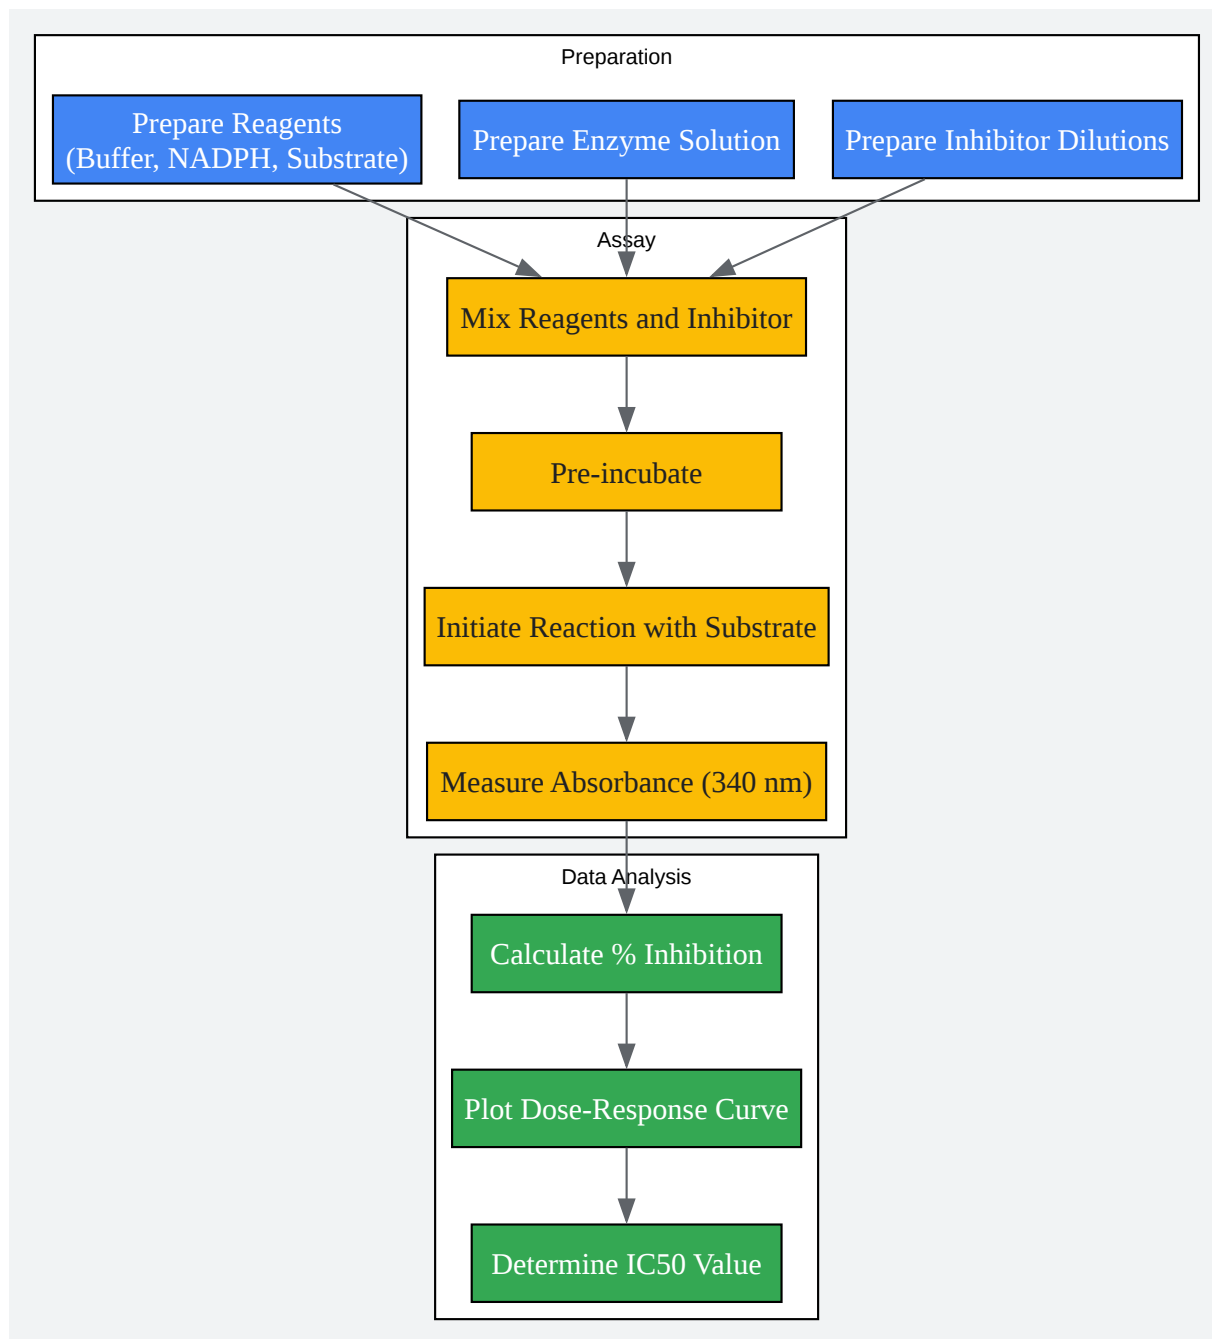 Preparation
Prepare Reagents
(Buffer, NADPH, Substrate)
Prepare Enzyme Solution
Prepare Inhibitor Dilutions
Assay
Mix Reagents and Inhibitor
Pre-incubate
Initiate Reaction with Substrate
Measure Absorbance (340 nm)
Data Analysis
Calculate % Inhibition
Plot Dose-Response Curve
Determine IC50 Value